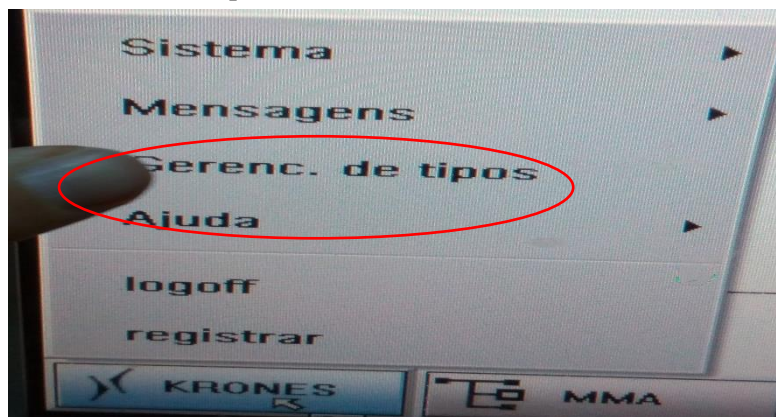 Sistema
Mensagens
Gerenc. de tipos
Ajuda
logoff
registrar
KRONES MMA